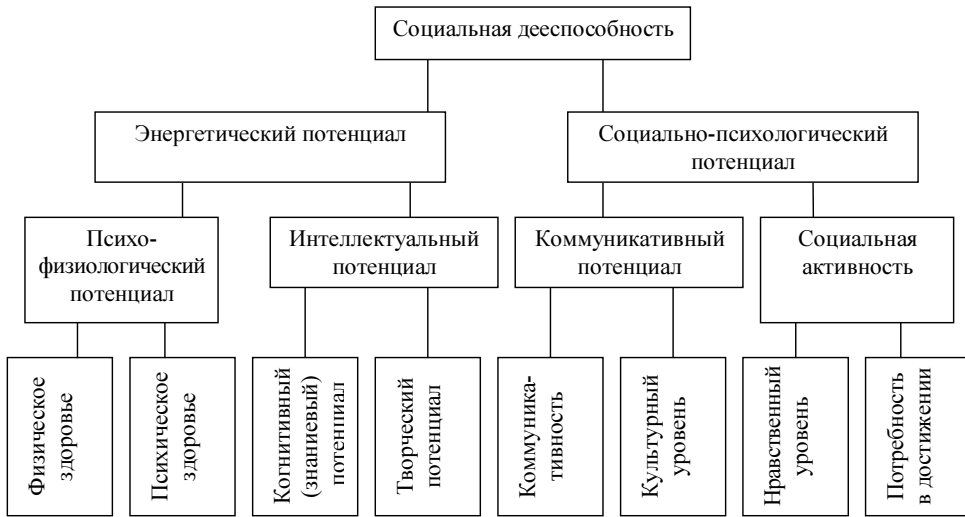 Социальная дееспособность
Энергетический потенциал
Социально-психологический
потенциал
Психо-
физиологический
потенциал
Интеллектуальный
потенциал
Коммуникативный
потенциал
Социальная
активность
Физическое
здоровье
Психическое
здоровье
Когнитивный
(знаниевый)
потенциал
Творческий
потенциал
Коммуника-
тивность
Культурный
уровень
Нравственный
уровень
Потребность
в достижении